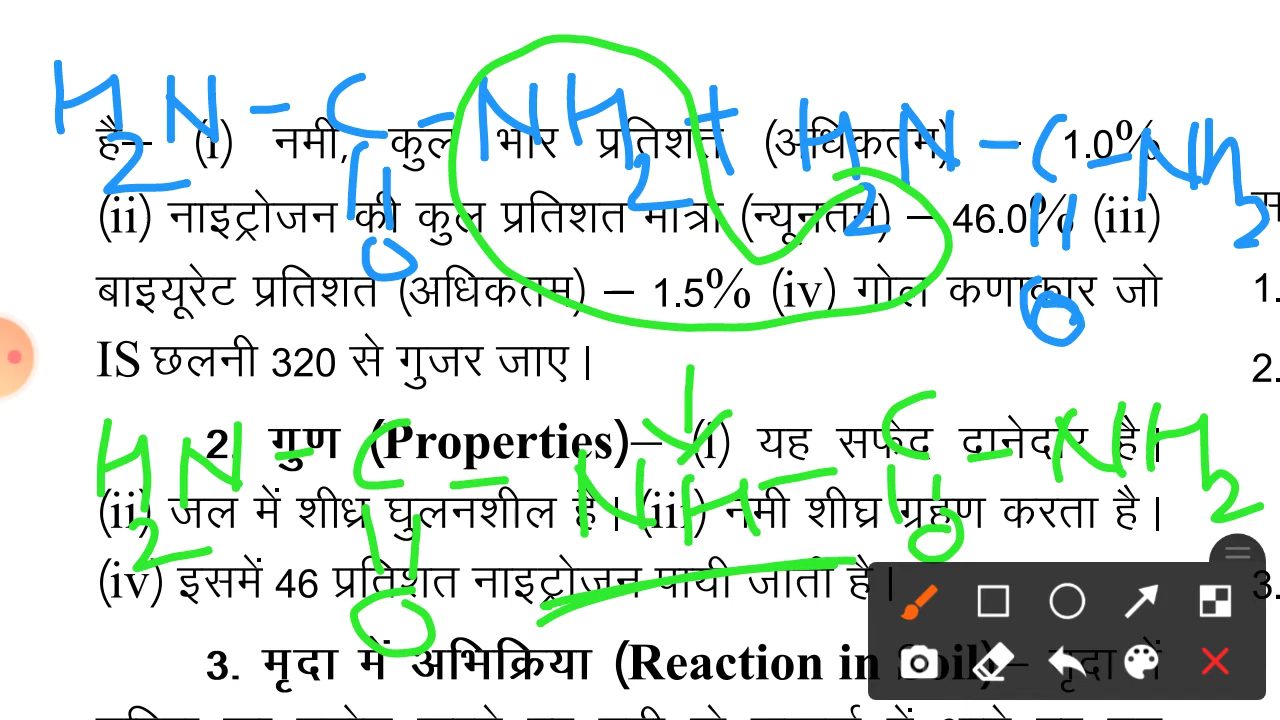 H2N-C-NH2 + H2N-C-NH2
है– (i) नमी, कुल भार प्रतिशत (अधिकतम) – 1.0%
|| ||
(ii) नाइट्रोजन की कुल प्रतिशत मात्रा (न्यूनतम) – 46.0% (iii)
O O
बाइयूरेट प्रतिशत (अधिकतम) – 1.5% (iv) गोल कणाकार जो
1.
IS छलनी 320 से गुजर जाए।
2.
2. गुण (Properties)– (i) यह सफेद दानेदार है।
H2N-C-NH-C-NH2
(ii) जल में शीघ्र घुलनशील है। (iii) नमी शीघ्र ग्रहण करता है।
|| ||
O O
(iv) इसमें 46 प्रतिशत नाइट्रोजन पायी जाती है।
3.
3. मृदा में अभिक्रिया (Reaction in Soil)– मृदा में